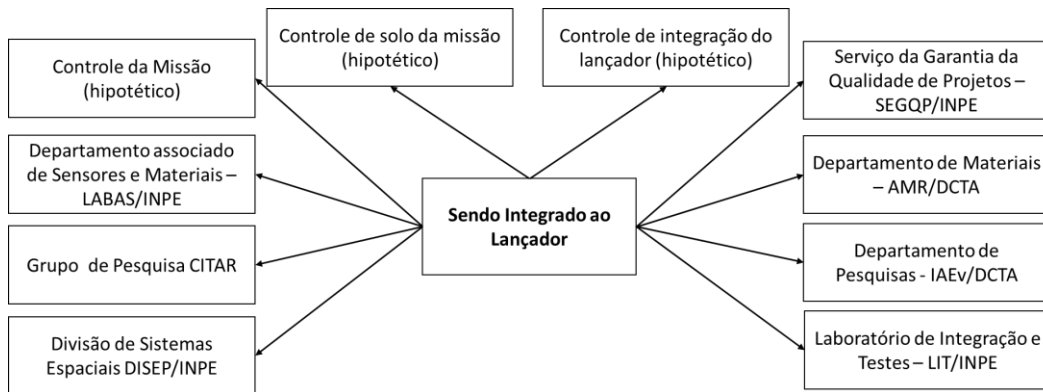 Controle da Missão
(hipotético)
Controle de solo da missão
(hipotético)
Controle de integração do
lançador (hipotético)
Serviço da Garantia da
Qualidade de Projetos –
SEGQP/INPE
Departamento associado
de Sensores e Materiais –
LABAS/INPE
Sendo Integrado ao
Lançador
Departamento de Materiais
– AMR/DCTA
Grupo de Pesquisa CITAR
Departamento de
Pesquisas - IAEv/DCTA
Divisão de Sistemas
Espaciais DISEP/INPE
Laboratório de Integração e
Testes – LIT/INPE